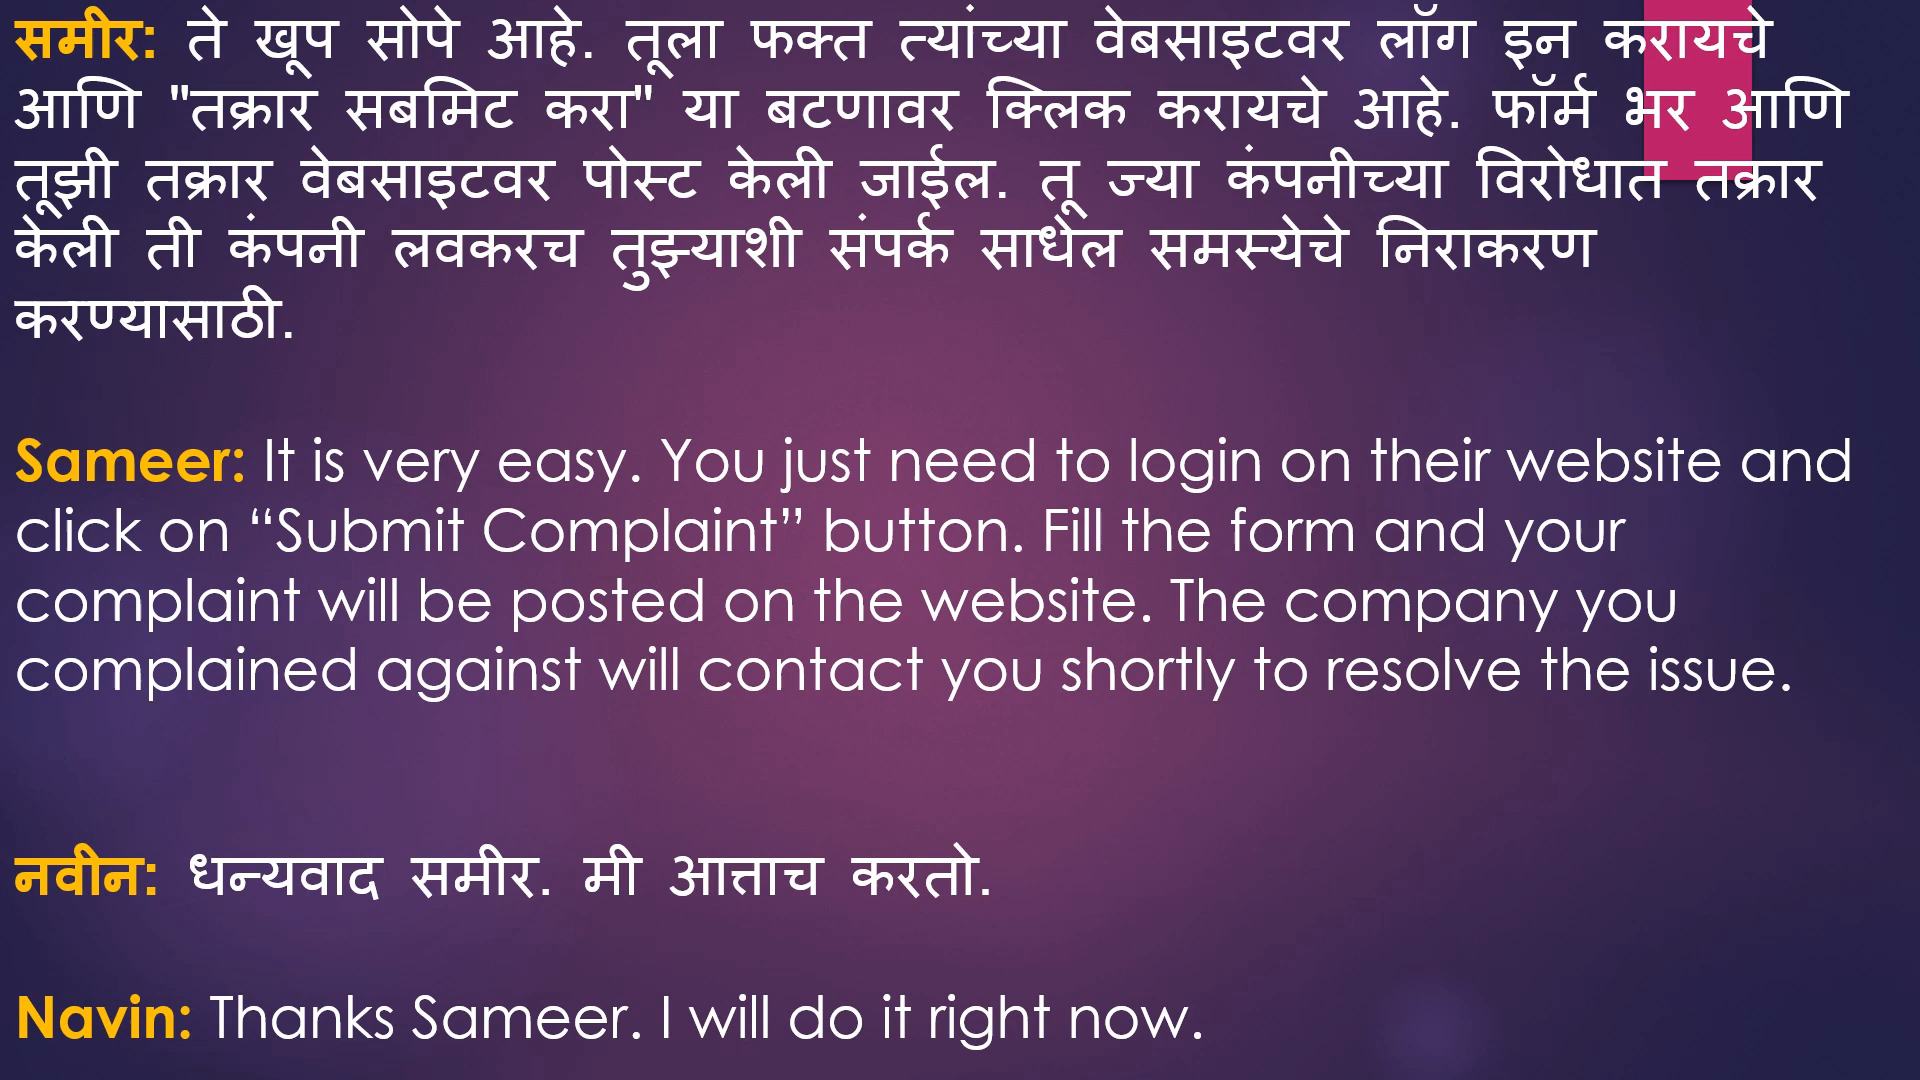 समीर: ते खूप सोपे आहे. तूला फक्त त्यांच्या वेबसाइटवर लॉग इन करायचे
आणि "तक्रार सबमिट करा" या बटणावर क्लिक करायचे आहे. फॉर्म भर आणि
तूझी तक्रार वेबसाइटवर पोस्ट केली जाईल. तू ज्या कंपनीच्या विरोधात तक्रार
केली ती कंपनी लवकरच तुझ्याशी संपर्क साधेल समस्येचे निराकरण
करण्यासाठी.
Sameer: It is very easy. You just need to login on their website and
click on “Submit Complaint” button. Fill the form and your
complaint will be posted on the website. The company you
complained against will contact you shortly to resolve the issue.
नवीन: धन्यवाद समीर. मी आत्ताच करतो.
Navin: Thanks Sameer. I will do it right now.